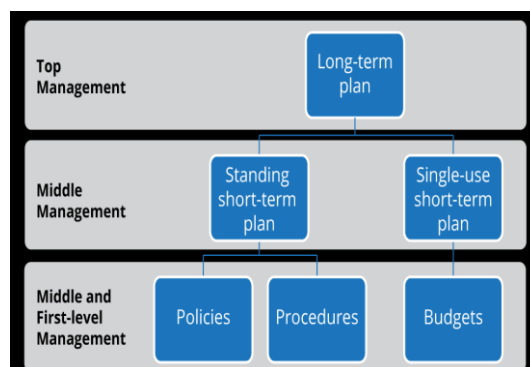 Top
Management
Long-term
plan
Middle
Management
Standing
short-term
plan
Single-use
short-term
plan
Middle and
First-level
Management
Policies
Procedures
Budgets